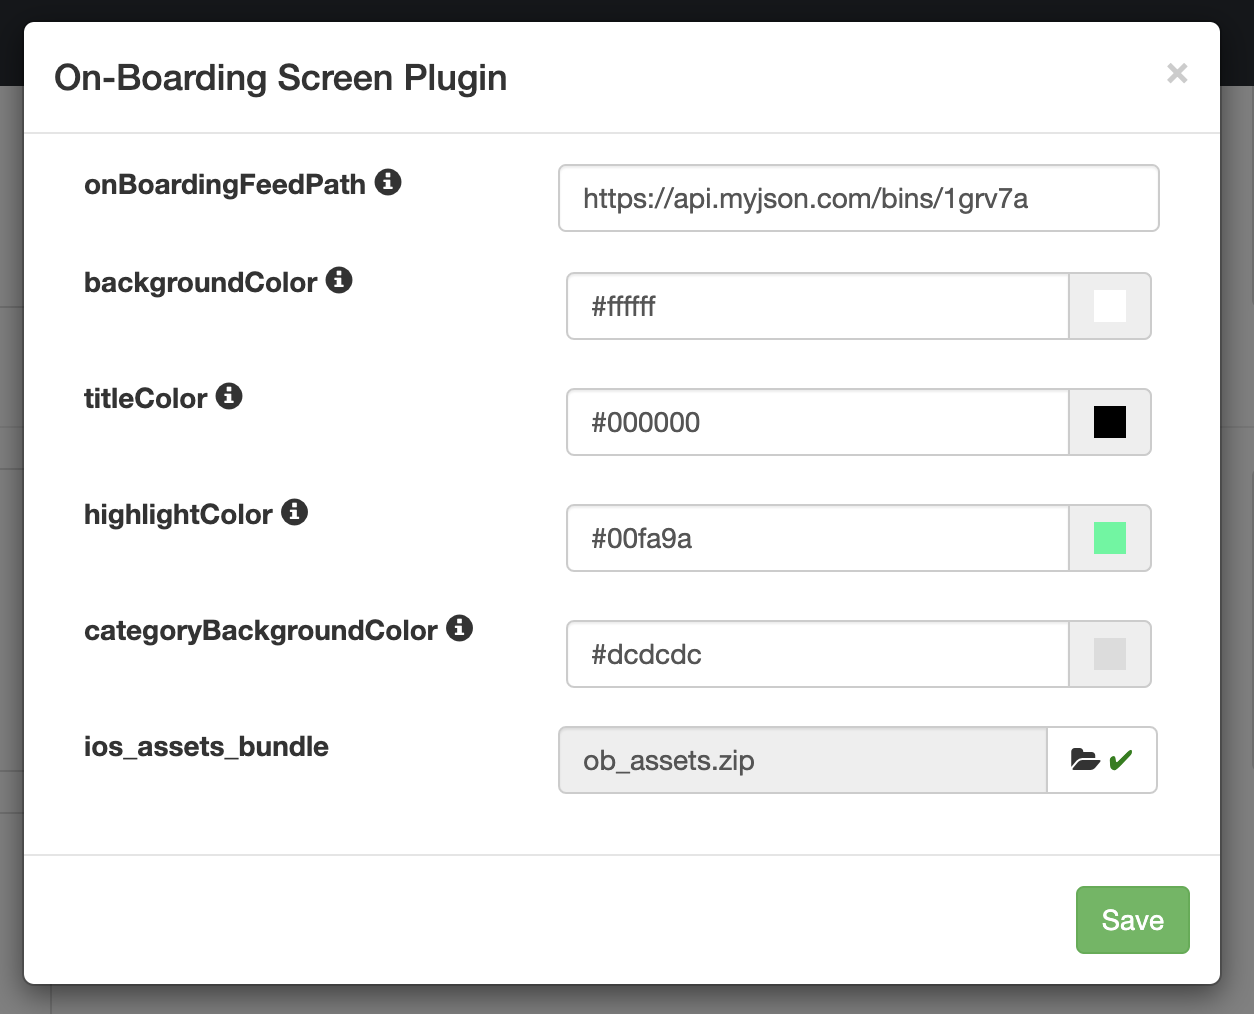 On-Boarding Screen Plugin
×
onBoardingFeedPath
https://api.myjson.com/bins/1grv7a
backgroundColor
#ffffff
titleColor
#000000
highlightColor
#00fa9a
categoryBackgroundColor
#dcdcdc
ios_assets_bundle
ob_assets.zip
Save